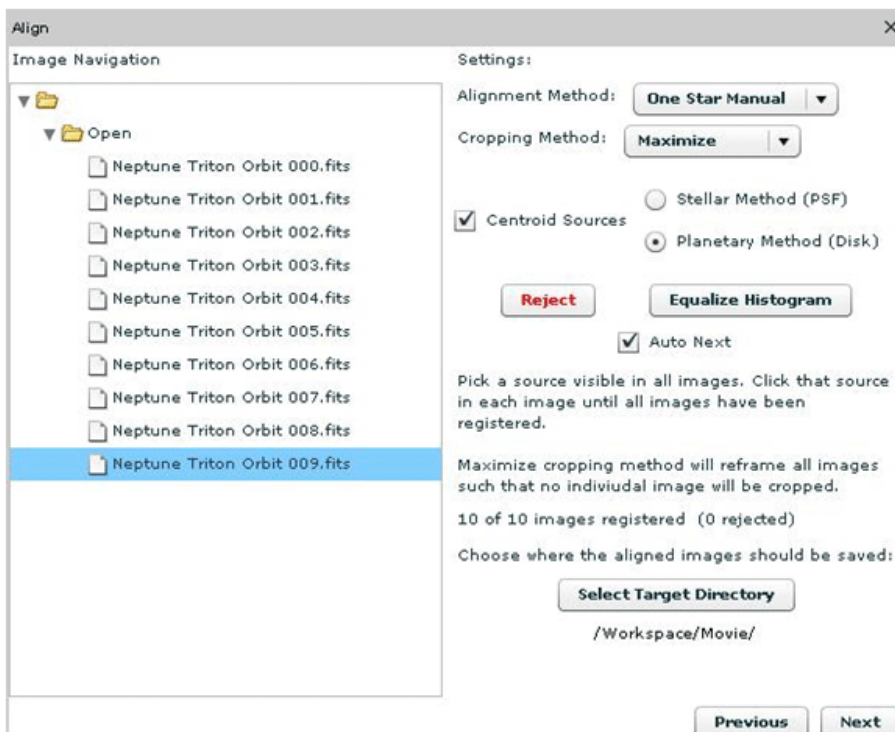 Align
Image Navigation
Open
Neptune Triton Orbit 000.fits
Neptune Triton Orbit 001.fits
Neptune Triton Orbit 002.fits
Neptune Triton Orbit 003.fits
Neptune Triton Orbit 004.fits
Neptune Triton Orbit 005.fits
Neptune Triton Orbit 006.fits
Neptune Triton Orbit 007.fits
Neptune Triton Orbit 008.fits
Neptune Triton Orbit 009.fits
Settings:
Alignment Method: One Star Manual
Cropping Method: Maximize
Centroid Sources
Stellar Method (PSF)
Planetary Method (Disk)
Reject Equalize Histogram
Auto Next
Pick a source visible in all images. Click that source
in each image until all images have been
registered.
Maximize cropping method will reframe all images
such that no indiviudal image will be cropped.
10 of 10 images registered (0 rejected)
Choose where the aligned images should be saved:
Select Target Directory
/Workspace/Movie/
Previous Next